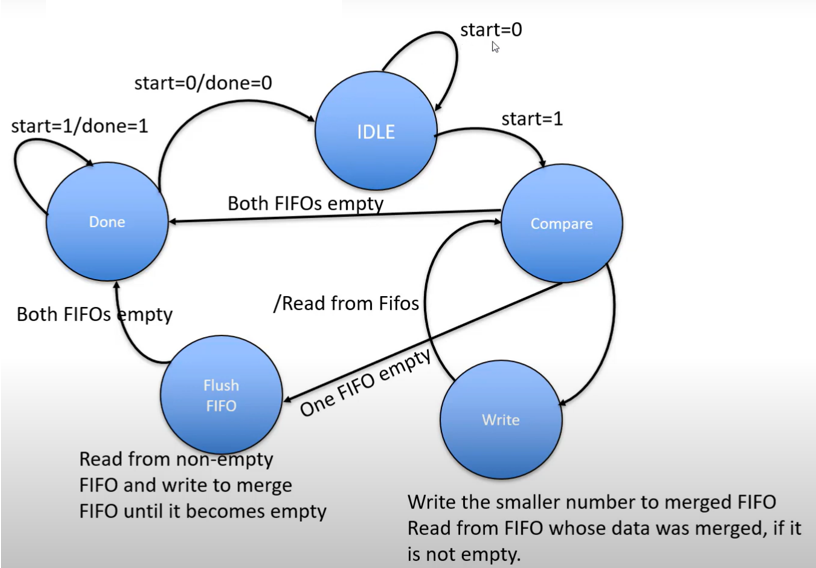 start=0
start=0/done=0
start=1
start=1/done=1
IDLE
Both FIFOs empty
Done
Compare
/Read from Fifos
Both FIFOs empty
One FIFO empty
Flush
FIFO
Write
Read from non-empty
FIFO and write to merge
FIFO until it becomes empty
Write the smaller number to merged FIFO
Read from FIFO whose data was merged, if it
is not empty.